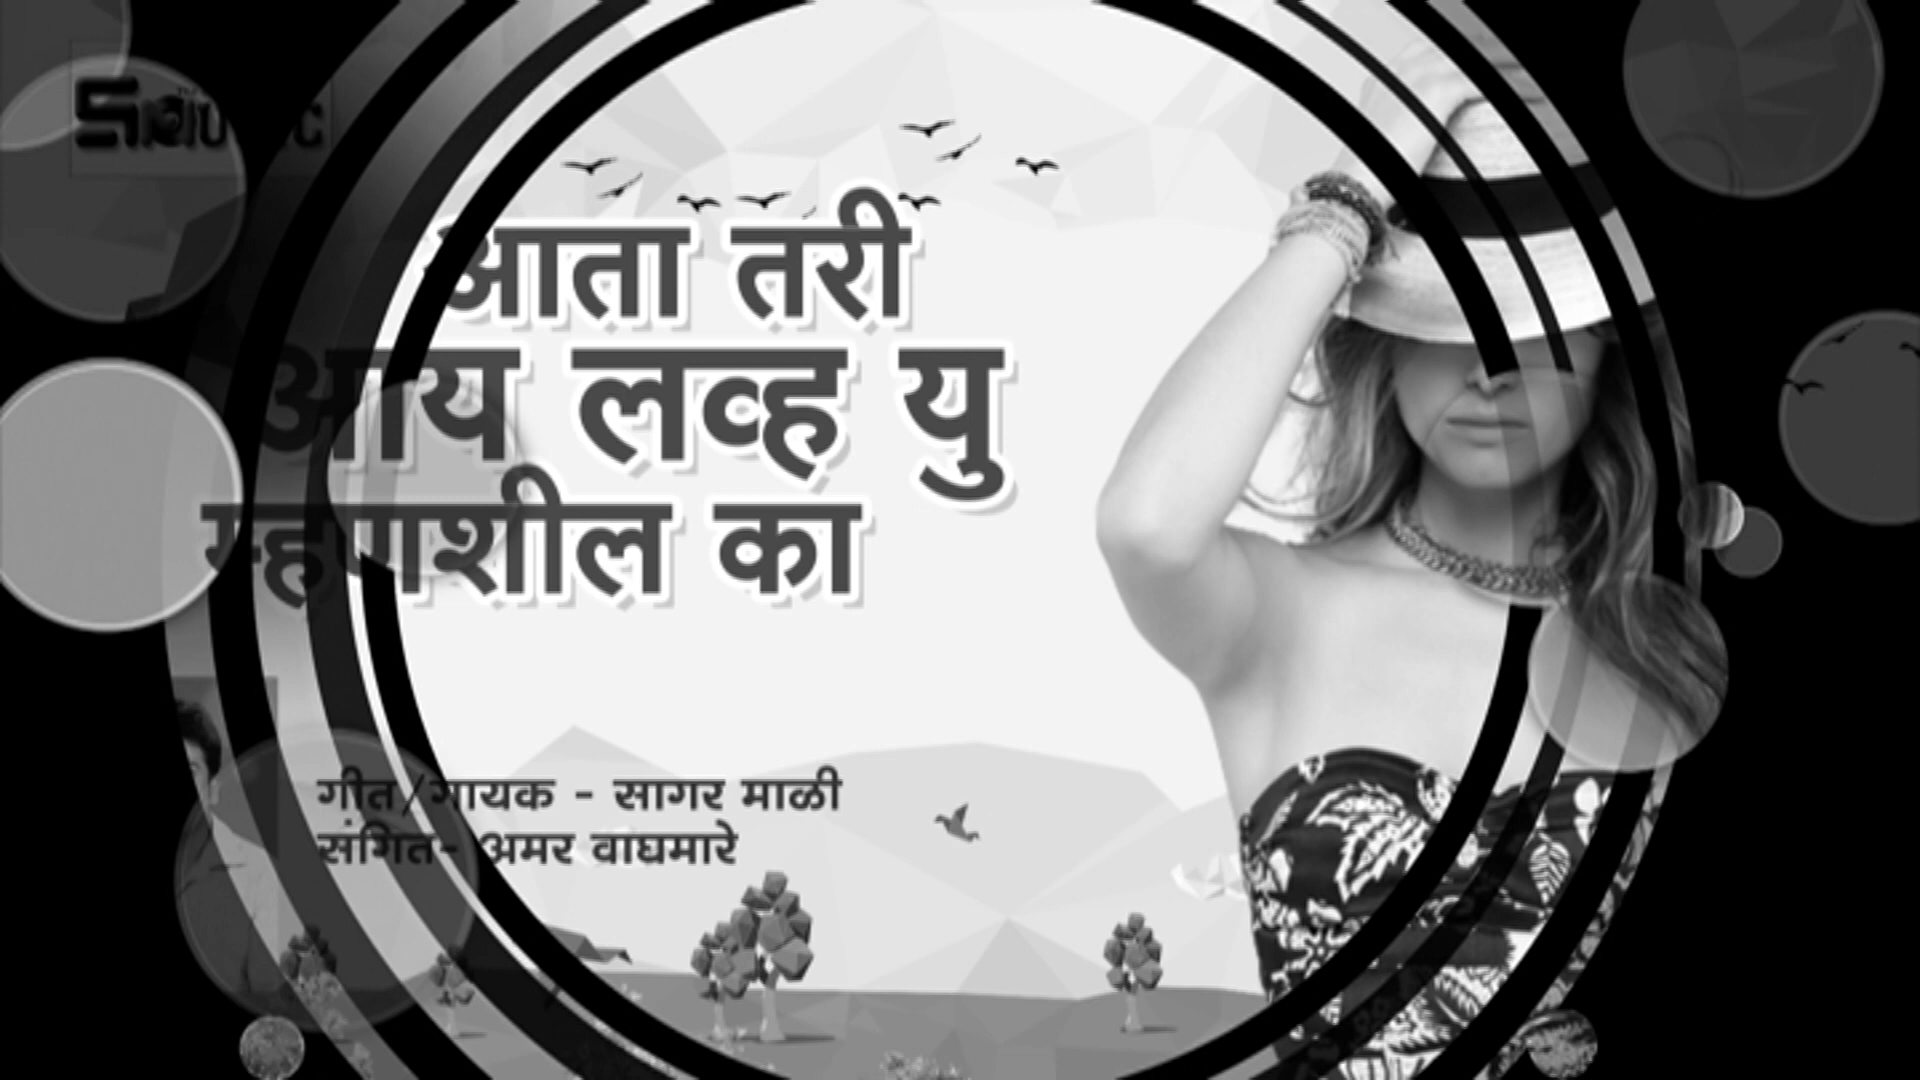 आता तरी
आय लव्ह यु
म्हणशील का
गीत/गायक - सागर माळी
संगित- अमर वाघमारे